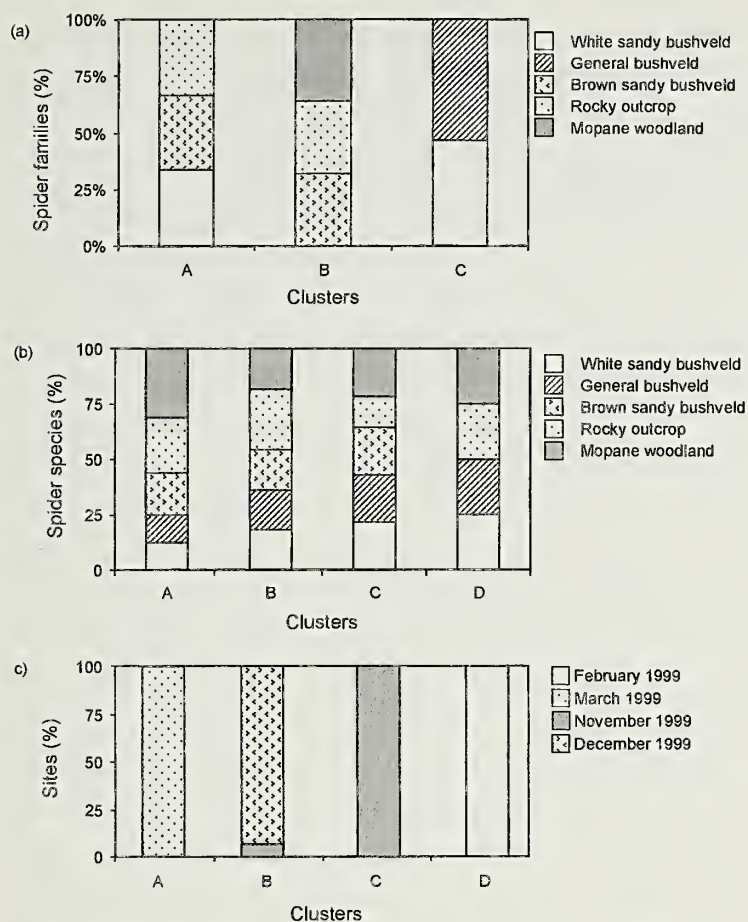 (a)
100%
75%
50%
25%
0%
Spider families (%)
A B C
Clusters
White sandy bushveld
General bushveld
Brown sandy bushveld
Rocky outcrop
Mopane woodland
(b)
100
75
50
25
0
Spider species (%)
A B C D
Clusters
White sandy bushveld
General bushveld
Brown sandy bushveld
Rocky outcrop
Mopane woodland
c)
100
75
50
25
0
Sites (%)
A B C D
Clusters
February 1999
March 1999
November 1999
December 1999